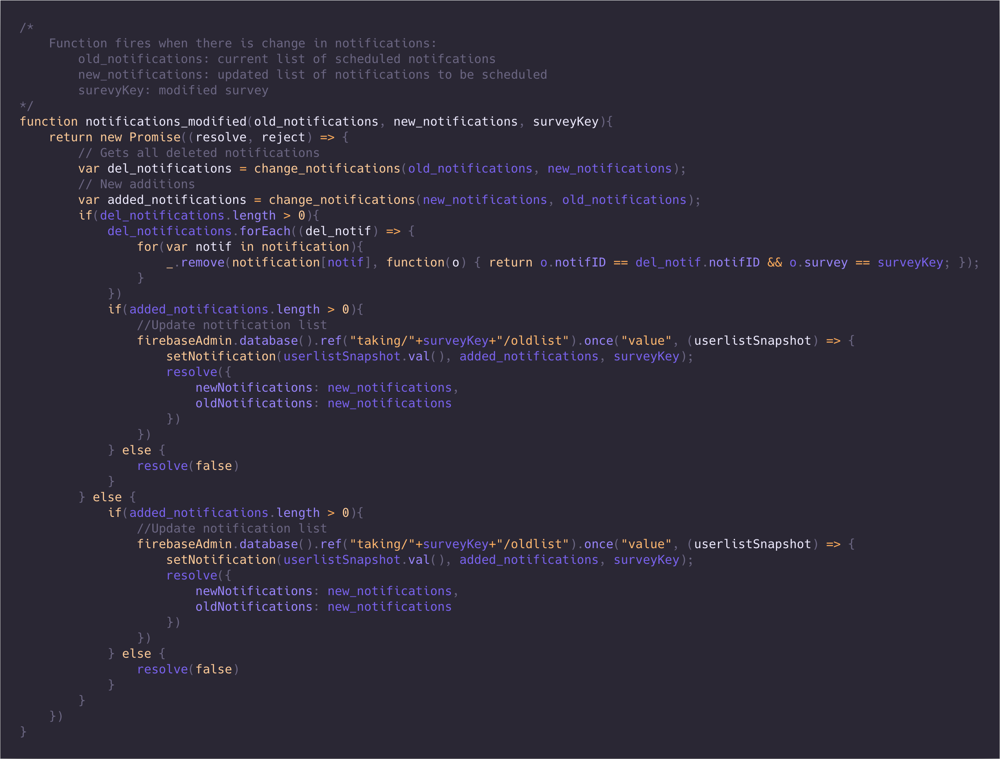 /*
    Function fires when there is change in notifications:
        old_notifications: current list of scheduled notifcations
        new_notifications: updated list of notifications to be scheduled
        surevyKey: modified survey
*/
function notifications_modified(old_notifications, new_notifications, surveyKey){
    return new Promise((resolve, reject) => {
        // Gets all deleted notifications
        var del_notifications = change_notifications(old_notifications, new_notifications);
        // New additions
        var added_notifications = change_notifications(new_notifications, old_notifications);
        if(del_notifications.length > 0){
            del_notifications.forEach((del_notif) => {
                for(var notif in notification){
                    _.remove(notification[notif], function(o) { return o.notifID == del_notif.notifID && o.survey == surveyKey; });
                }
            })
            if(added_notifications.length > 0){
                //Update notification list
                firebaseAdmin.database().ref("taking/"+surveyKey+"/oldlist").once("value", (userlistSnapshot) => {
                    setNotification(userlistSnapshot.val(), added_notifications, surveyKey);
                    resolve({
                        newNotifications: new_notifications,
                        oldNotifications: new_notifications
                    })
                })
            } else {
                resolve(false)
            }
        } else {
            if(added_notifications.length > 0){
                //Update notification list
                firebaseAdmin.database().ref("taking/"+surveyKey+"/oldlist").once("value", (userlistSnapshot) => {
                    setNotification(userlistSnapshot.val(), added_notifications, surveyKey);
                    resolve({
                        newNotifications: new_notifications,
                        oldNotifications: new_notifications
                    })
                })
            } else {
                resolve(false)
            }
        }
    })
}